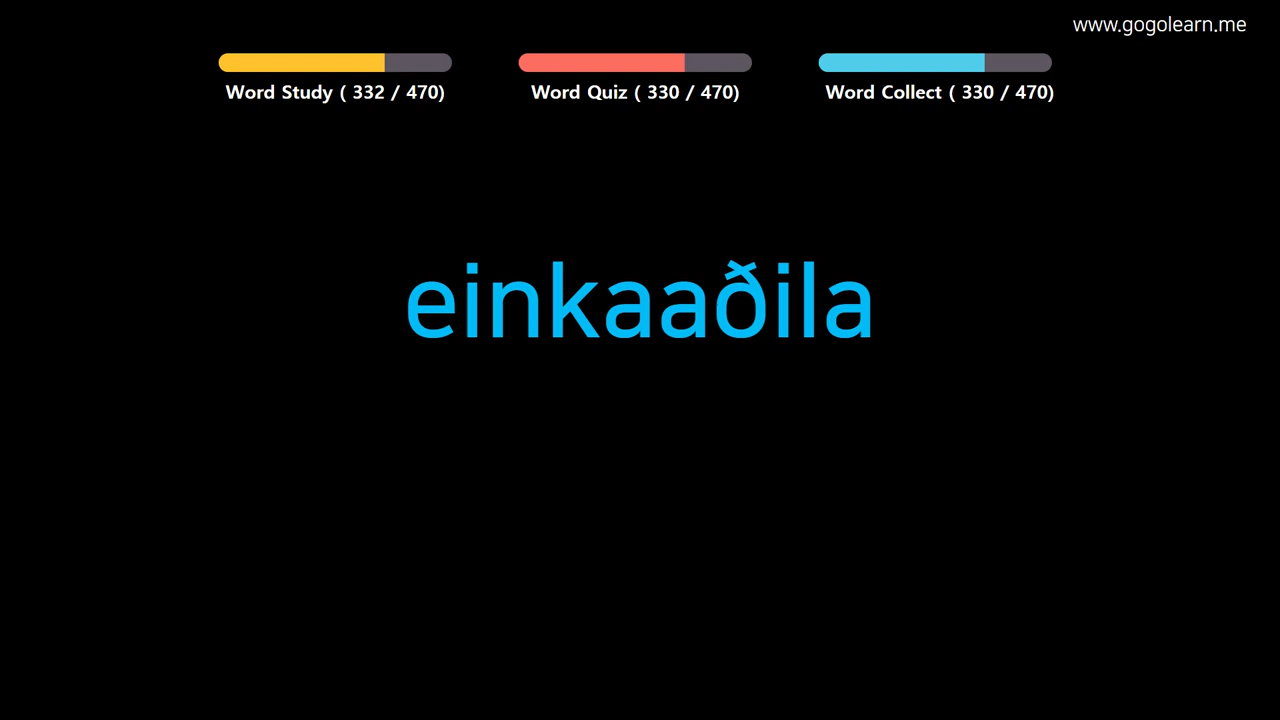 www.gogolearn.me
Word Study ( 332 / 470)
Word Quiz ( 330 / 470)
Word Collect ( 330 / 470)
einkaaðila